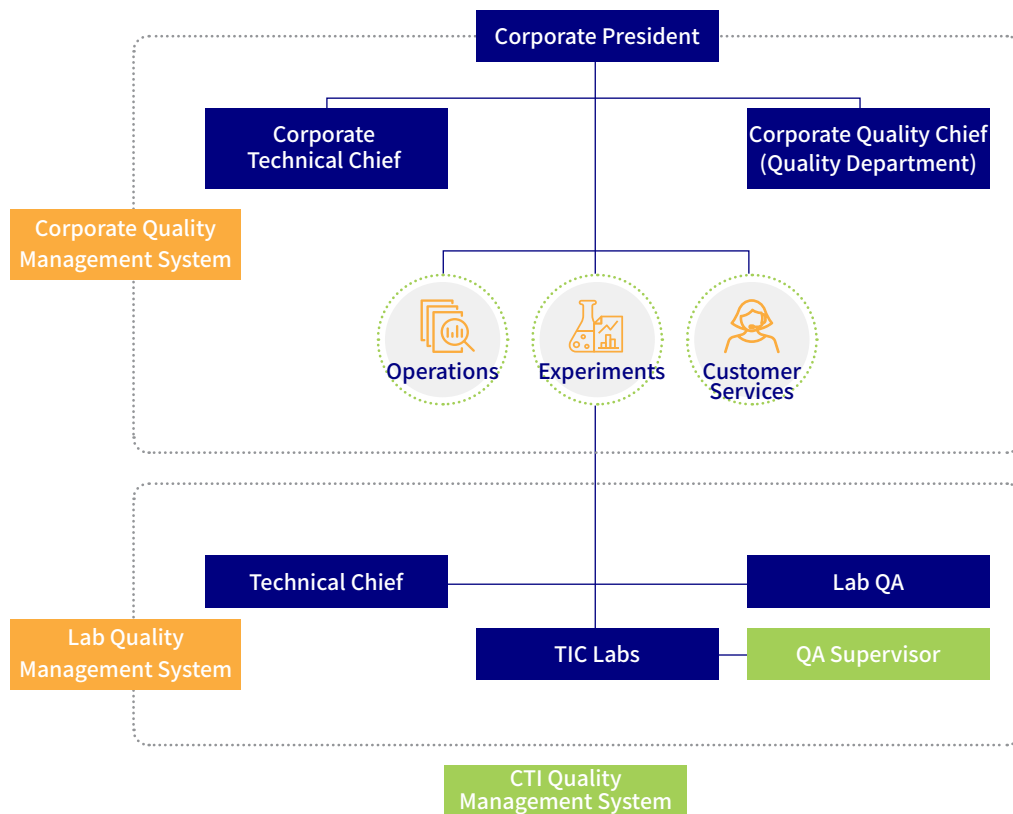 Corporate President
Corporate
Technical Chief
Corporate Quality Chief
(Quality Department)
Corporate Quality
Management System
Operations
Experiments
Customer
Services
Technical Chief
Lab QA
Lab Quality
Management System
TIC Labs
QA Supervisor
CTI Quality
Management System